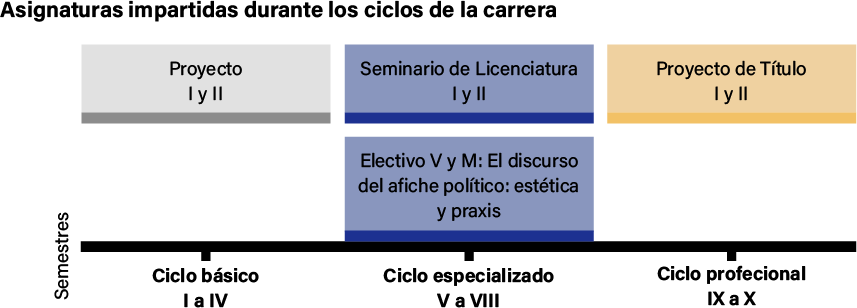 Asignaturas impartidas durante los ciclos de la carrera
Proyecto
I y II
Seminario de Licenciatura
I y II
Proyecto de Título
I y II
Electivo V y M: El discurso
del afiche político: estética
y praxis
Semestres
Ciclo básico
I a IV
Ciclo especializado
V a VIII
Ciclo profecional
IX a X